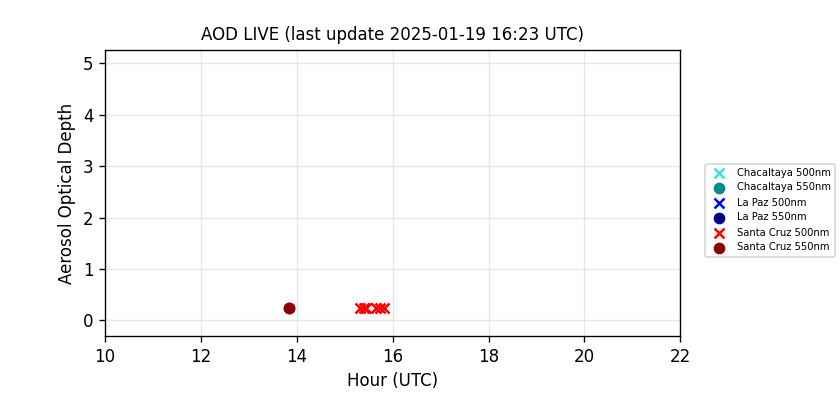 AOD LIVE (last update 2025-01-19 16:23 UTC)
Aerosol Optical Depth
5
4
3
2
1
0
10 12 14 16 18 20 22
Hour (UTC)
Chacaltaya 500nm
Chacaltaya 550nm
La Paz 500nm
La Paz 550nm
Santa Cruz 500nm
Santa Cruz 550nm